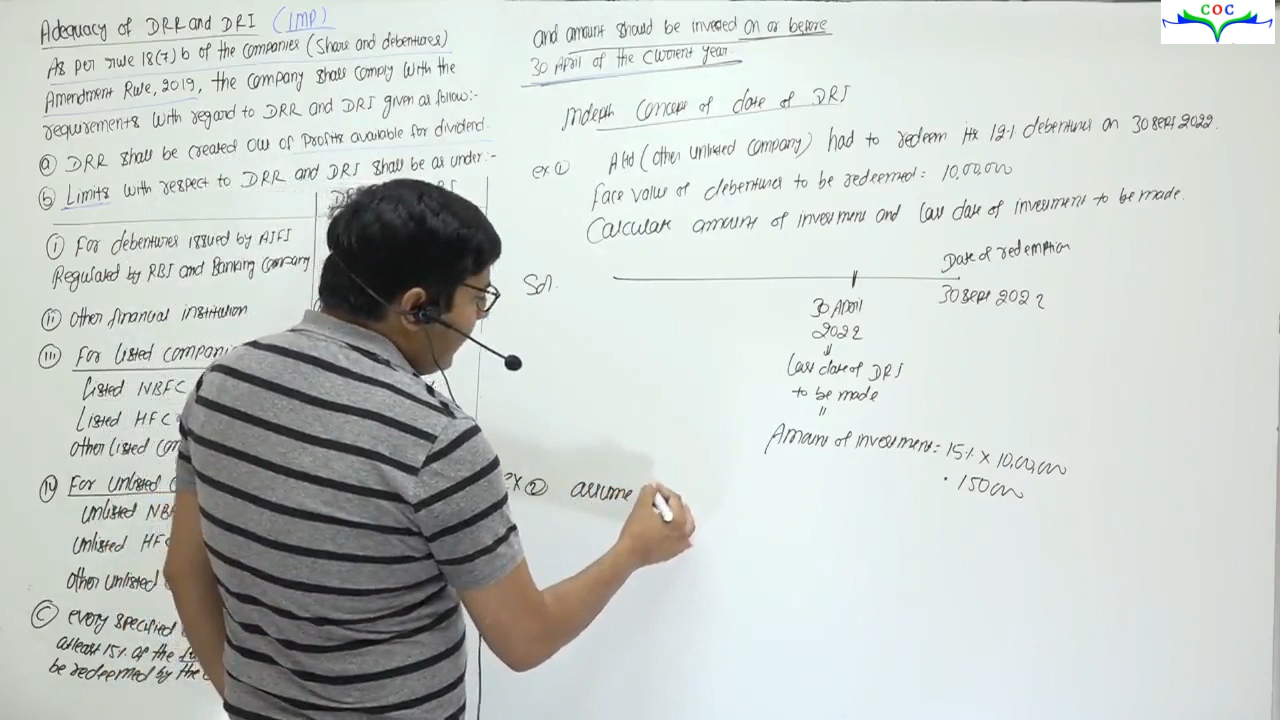 COC
Adequacy of DRR and DRI (IMP)
As per rule 18(7) b of the companies (Share and debentures)
Amendment Rule, 2019, the company shall comply with the
requirements with regard to DRR and DRI given as follow:-
(a) DRR shall be created out of Profits available for dividend.
(b) Limits with respect to DRR and DRI shall be as under:-
(i) For debentures issued by AIFI
Regulated by RBI and Banking Company
(ii) Other financial institution
(iii) For listed compani
Listed NBFC
Listed HFC
Other listed com
(iv) For unlisted
Unlisted NB
Unlisted HF
Other unlisted
(C) every specified
atleast 15% of the
be redeemed by the
and amount should be invested on or before
30 April of the current year.
Indepth concept of date of DRI
ex (1) A ltd (other unlisted company) had to redeem its 12% debentures on 30 Sept 2022.
face value of debentures to be redeemed = 10,00,000
Calculate amount of investment and last date of investment to be made.
Sol.
Date of redemption
30 April 30 Sept 2022
2022
"
last date of DRI
to be made
"
Amount of investment = 15% x 10,00,000
= 150000
ex (2) assume